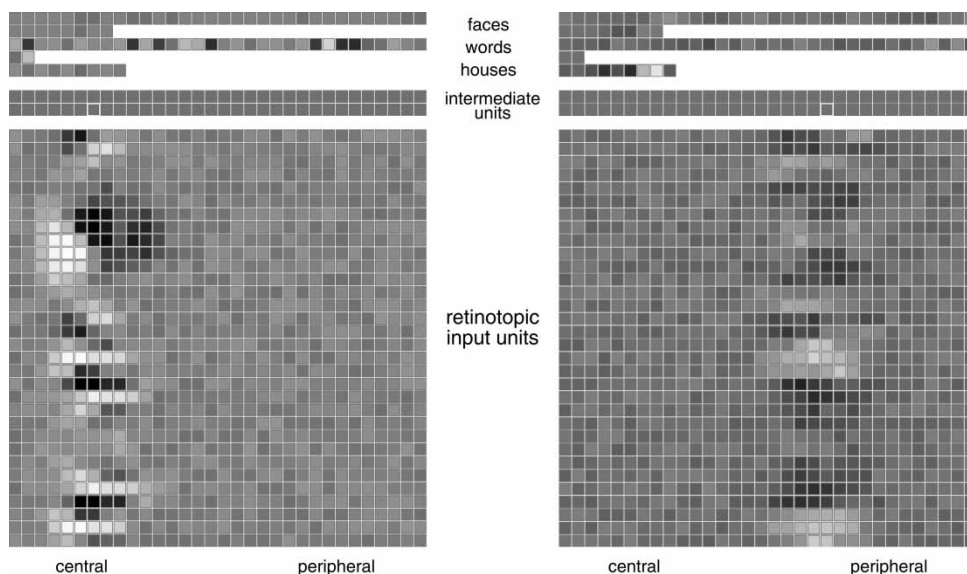 faces
words
houses
intermediate
units
retinotopic
input units
central peripheral central peripheral